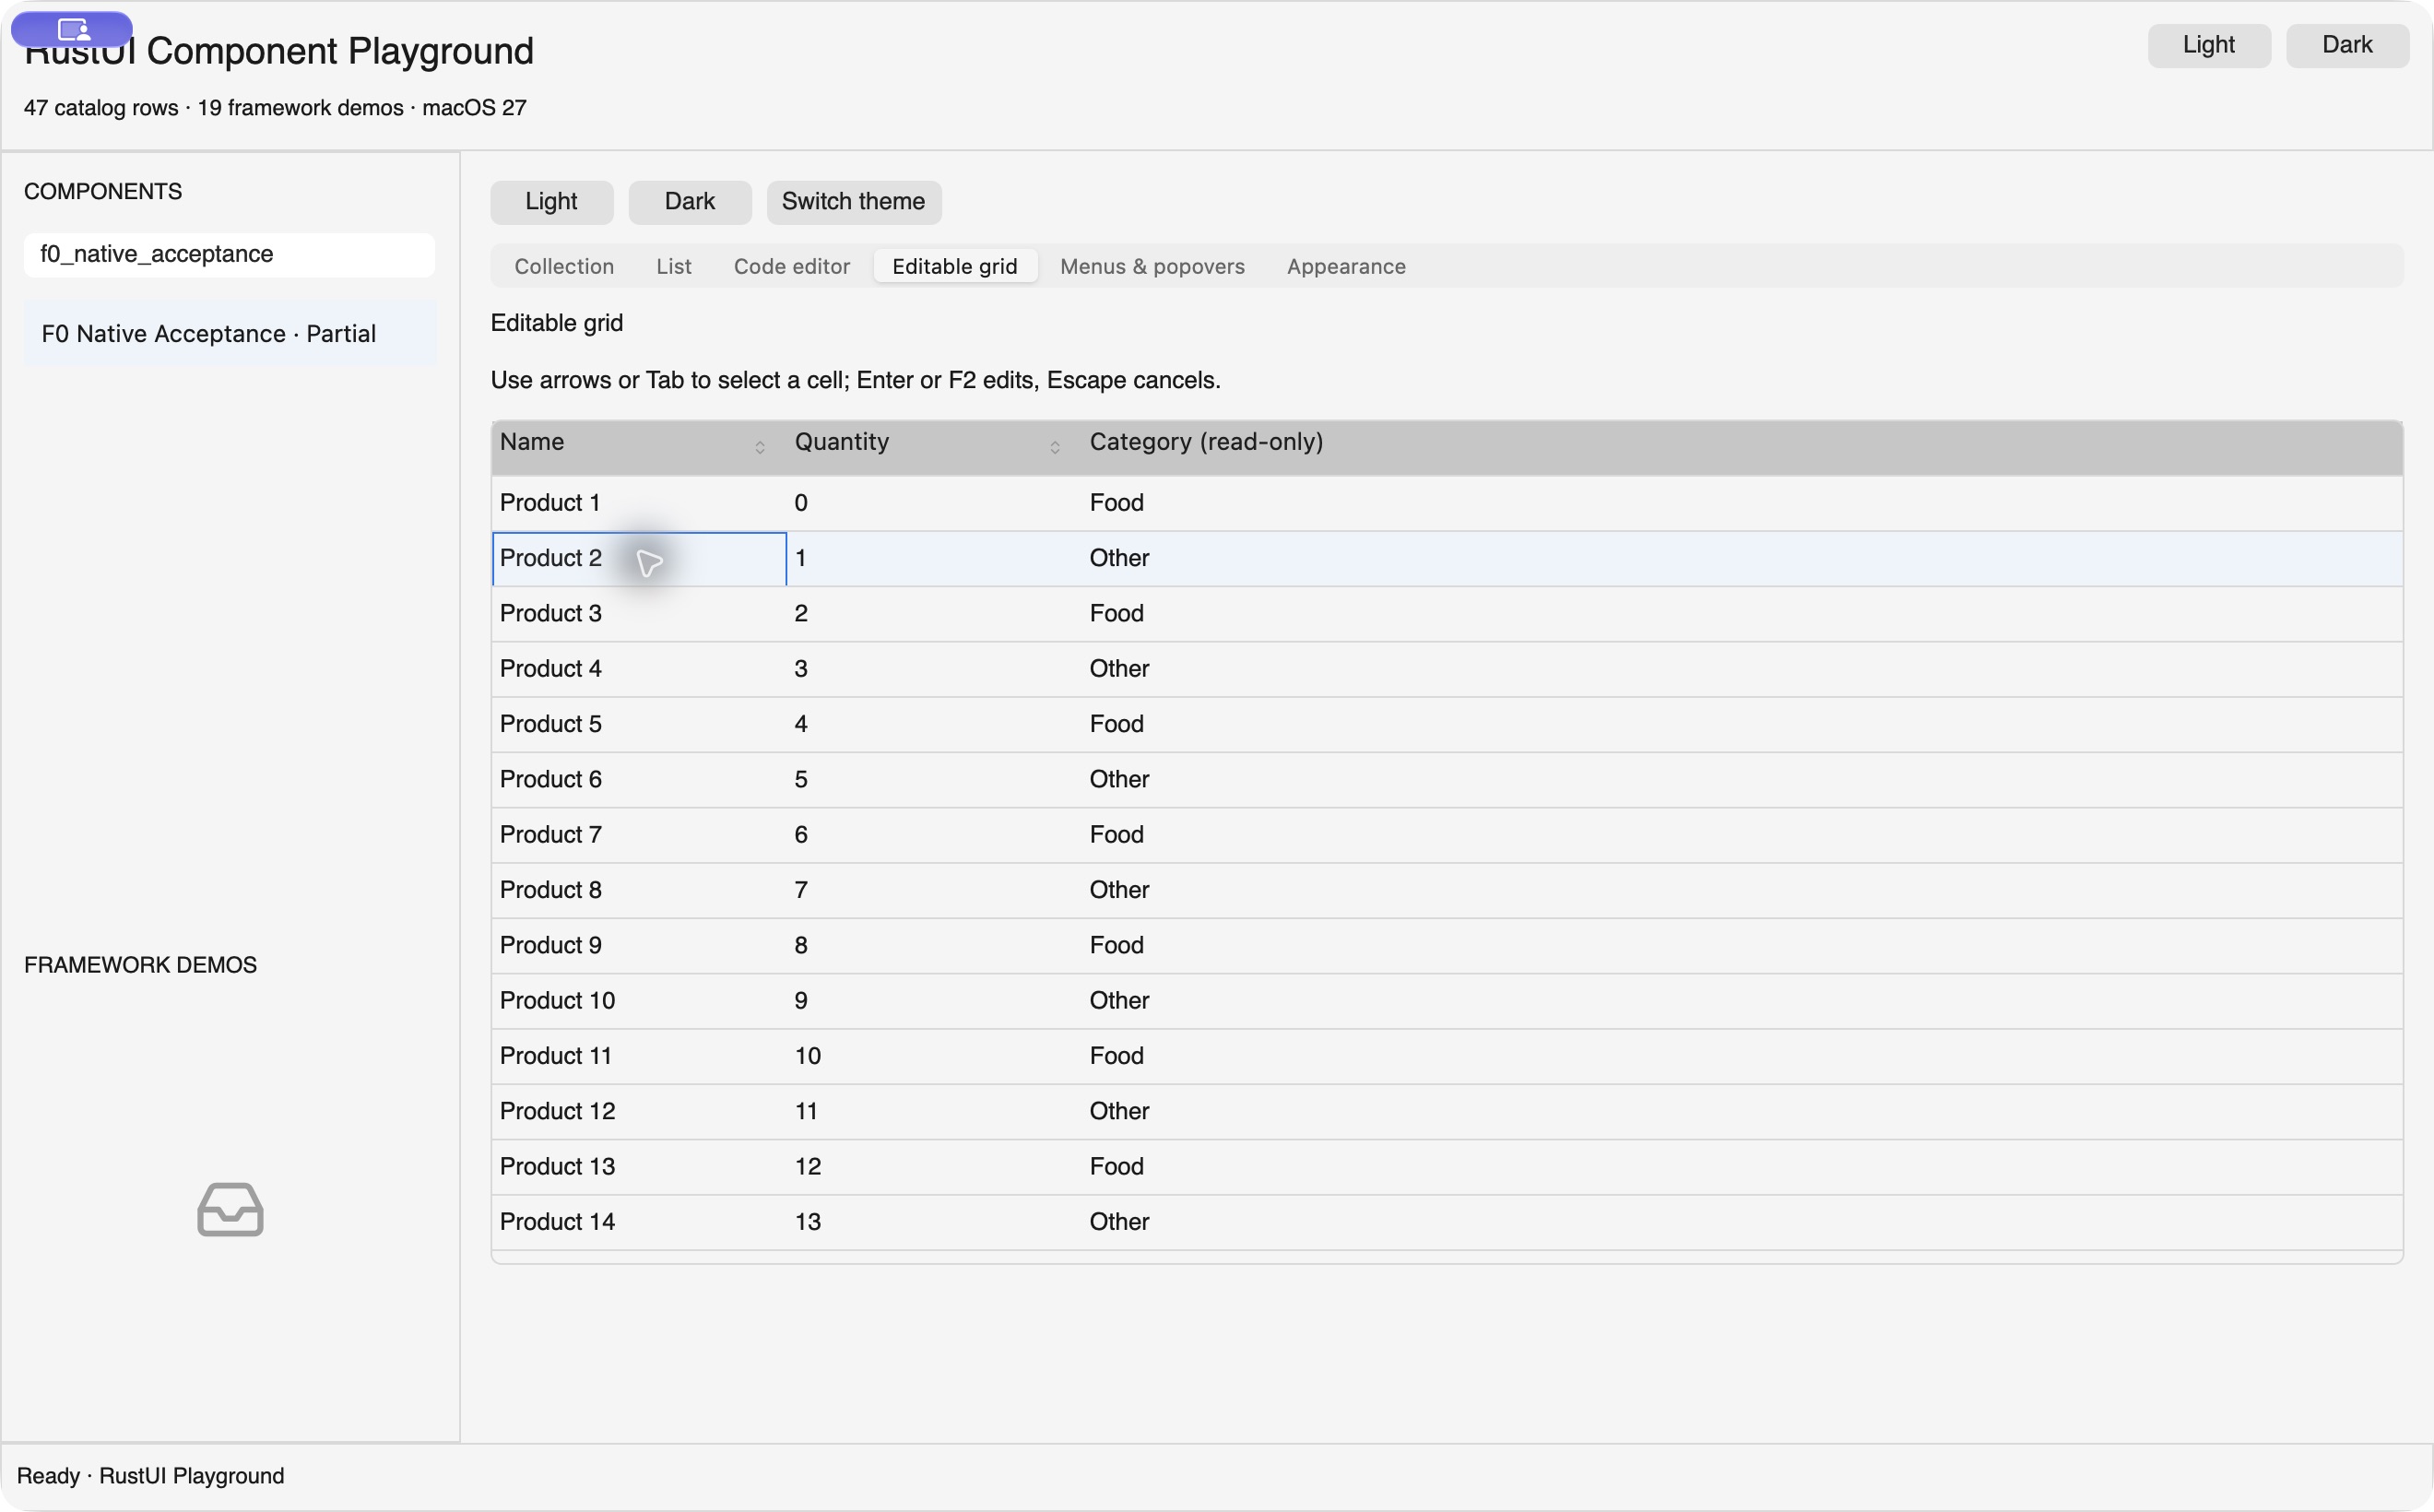 RustUI Component Playground
Light
Dark
47 catalog rows · 19 framework demos · macOS 27
COMPONENTS
f0_native_acceptance
F0 Native Acceptance · Partial
FRAMEWORK DEMOS
Light
Dark
Switch theme
Collection
List
Code editor
Editable grid
Menus & popovers
Appearance
Editable grid
Use arrows or Tab to select a cell; Enter or F2 edits, Escape cancels.
Name Quantity Category (read-only)
Product 1 0 Food
Product 2 1 Other
Product 3 2 Food
Product 4 3 Other
Product 5 4 Food
Product 6 5 Other
Product 7 6 Food
Product 8 7 Other
Product 9 8 Food
Product 10 9 Other
Product 11 10 Food
Product 12 11 Other
Product 13 12 Food
Product 14 13 Other
Ready · RustUI Playground